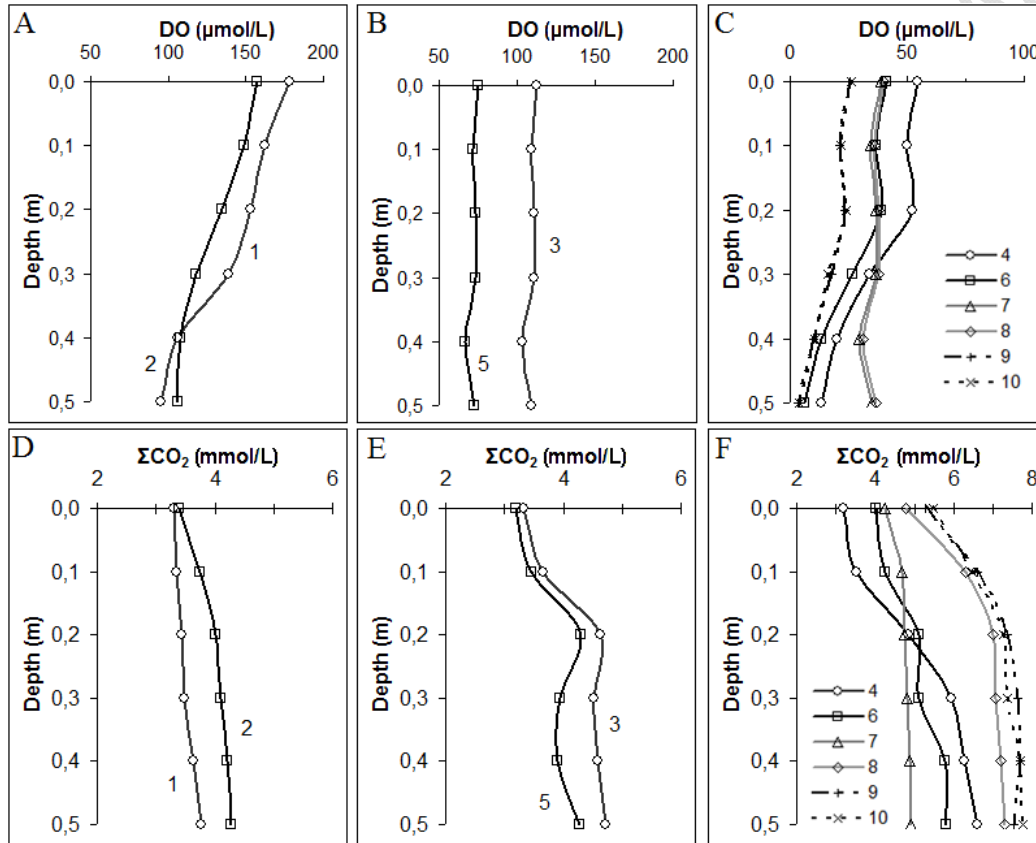 A
DO (µmol/L)
50 100 150 200
0,0
0,1
0,2
0,3
0,4
0,5
Depth (m)
1
2
B
DO (µmol/L)
50 100 150 200
0,0
0,1
0,2
0,3
0,4
0,5
Depth (m)
3
5
C
DO (µmol/L)
0 50 100
0,0
0,1
0,2
0,3
0,4
0,5
Depth (m)
4
6
7
8
9
10
D
ΣCO₂ (mmol/L)
2 4 6
0,0
0,1
0,2
0,3
0,4
0,5
Depth (m)
2
1
E
ΣCO₂ (mmol/L)
2 4 6
0,0
0,1
0,2
0,3
0,4
0,5
Depth (m)
3
5
F
ΣCO₂ (mmol/L)
2 4 6 8
0,0
0,1
0,2
0,3
0,4
0,5
Depth (m)
4
6
7
8
9
10